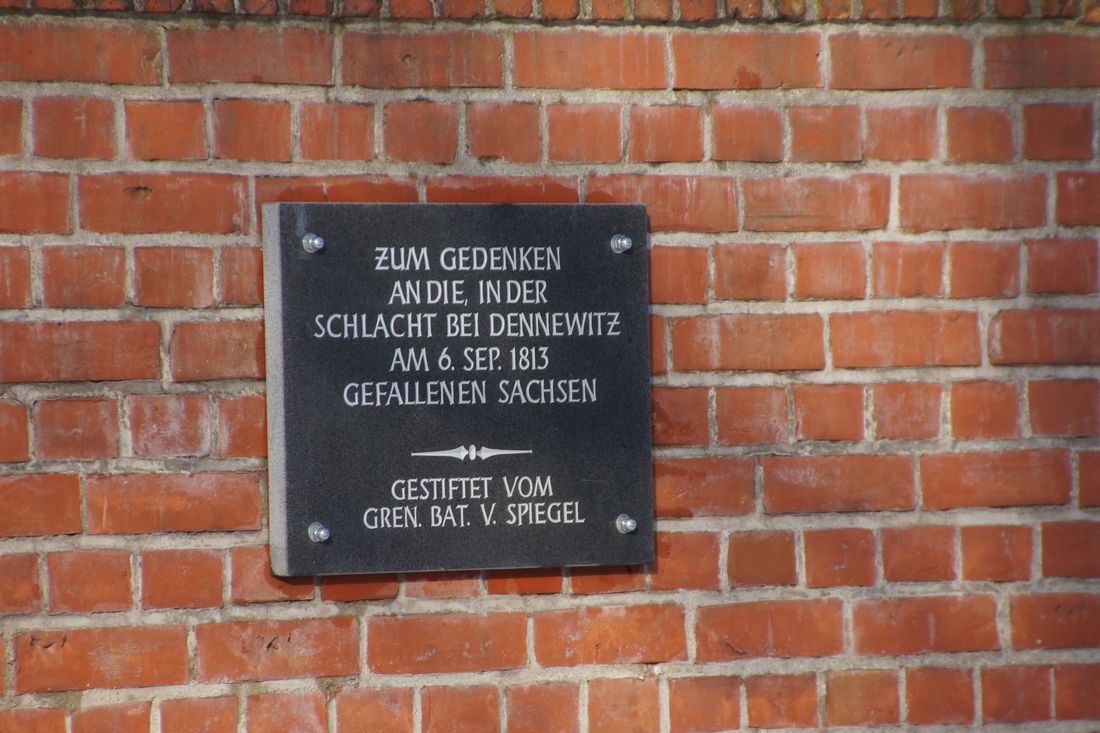 ZUM GEDENKEN
AN DIE, IN DER
SCHLACHT BEI DENNEWITZ
AM 6. SEP. 1813
GEFALLENEN SACHSEN
GESTIFTET VOM
GREN. BAT. V. SPIEGEL